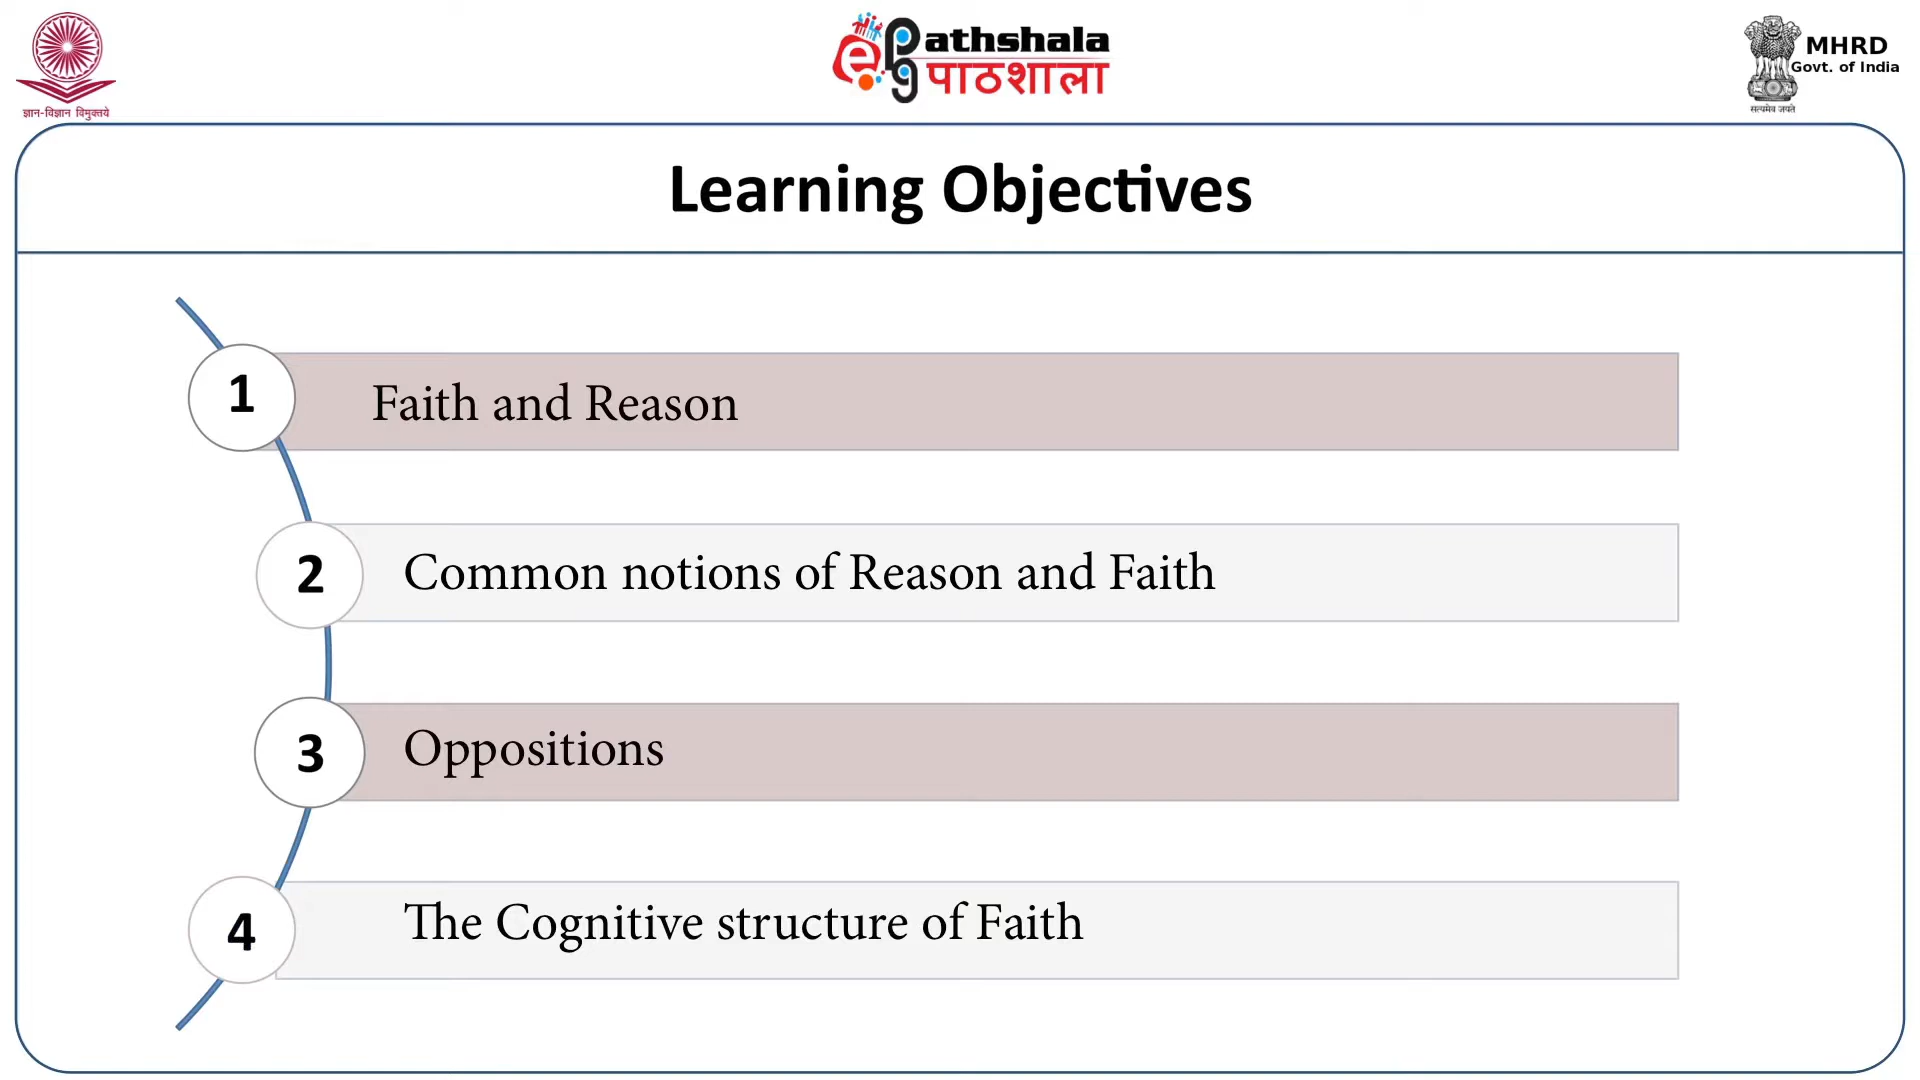 ज्ञान-विज्ञान विमुक्तये
e Pg Pathshala
पाठशाला
सत्यमेव जयते
MHRD
Govt. of India
Learning Objectives
1 Faith and Reason
2 Common notions of Reason and Faith
3 Oppositions
4 The Cognitive structure of Faith